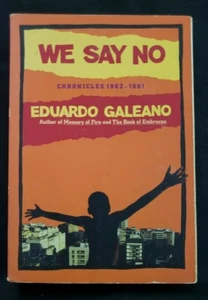 WE SAY NO
CHRONICLES 1963-1991
EDUARDO GALEANO
Author of Memory of Fire and The Book of Embraces